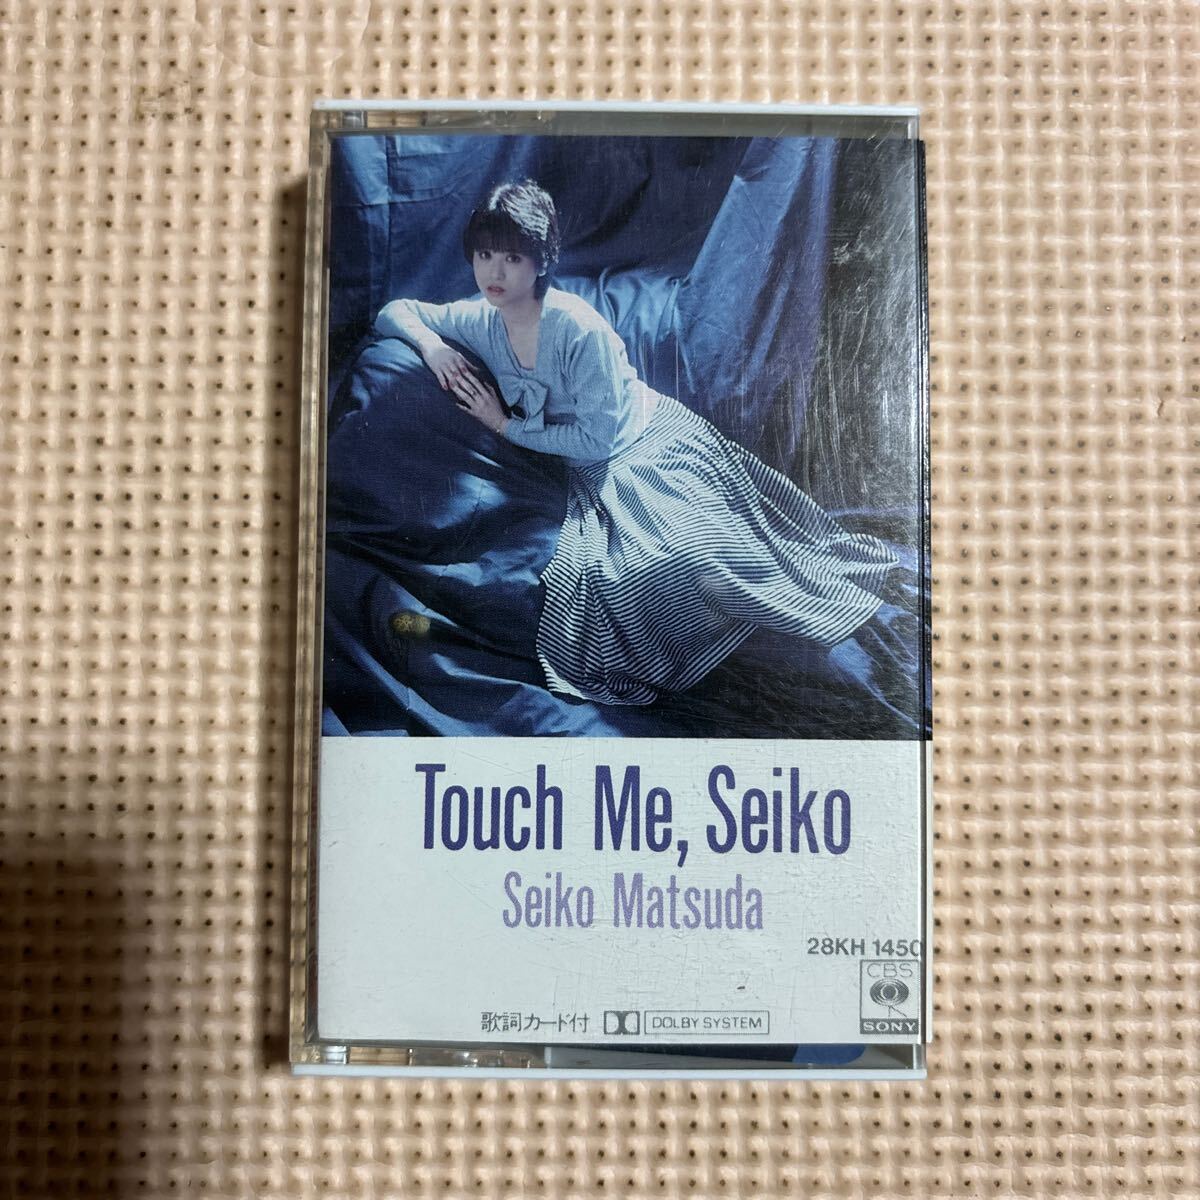 Touch Me, Seiko
Seiko Matsuda
28KH 1450
CBS
SONY
歌詞カード付 DOLBY SYSTEM